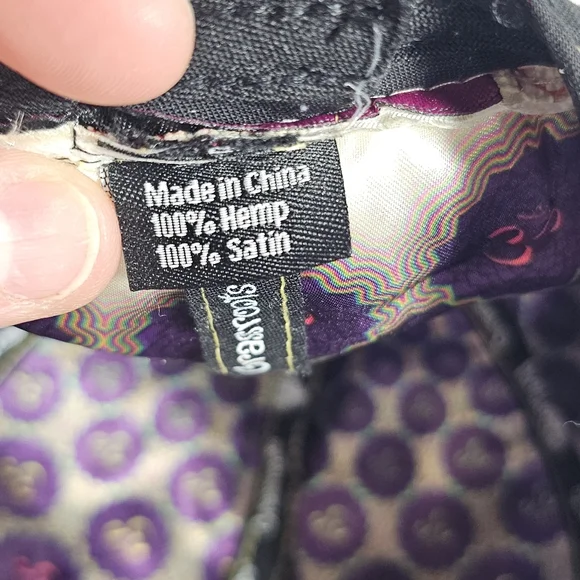 Made in China
100% Hemp
100% Satin
Grassroots